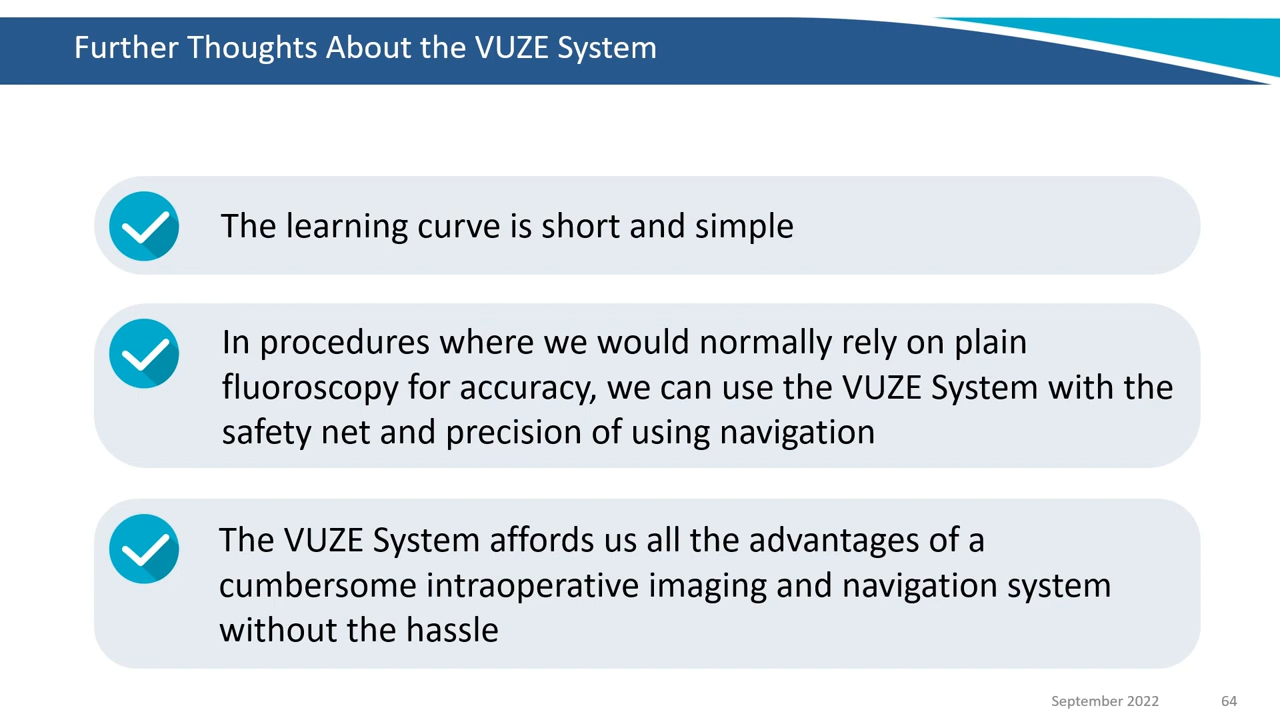 Further Thoughts About the VUZE System
The learning curve is short and simple
In procedures where we would normally rely on plain
fluoroscopy for accuracy, we can use the VUZE System with the
safety net and precision of using navigation
The VUZE System affords us all the advantages of a
cumbersome intraoperative imaging and navigation system
without the hassle
September 2022 64